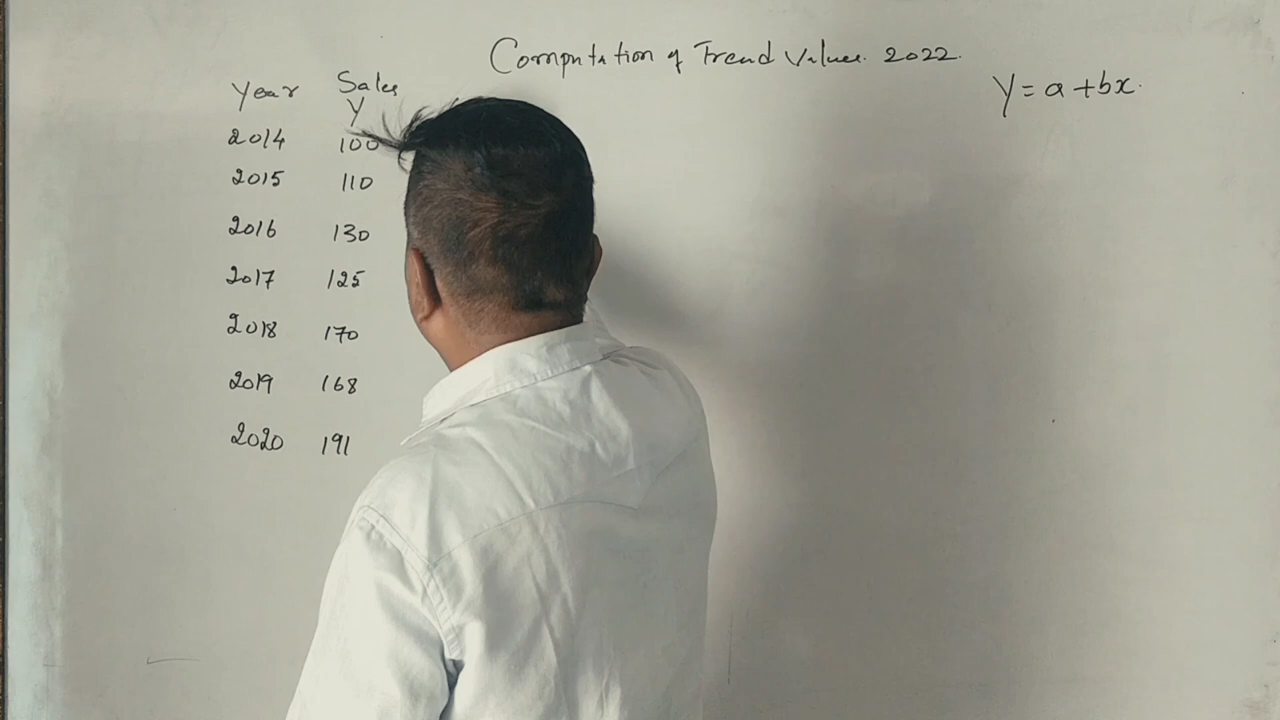 Computation of Trend Values. 2022.
Year Sales
Y
Y = a + bx.
2014 100
2015 110
2016 130
2017 125
2018 170
2019 168
2020 191